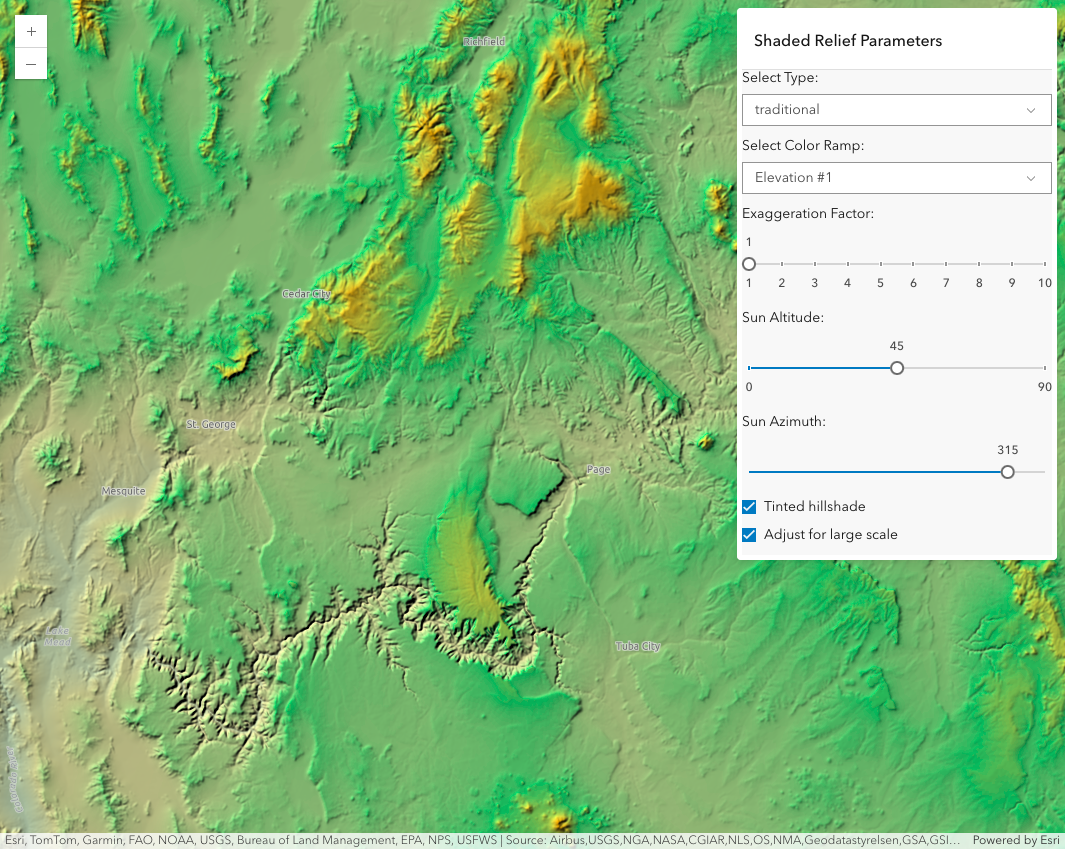 +
Richfield
Shaded Relief Parameters
Select Type:
traditional
Select Color Ramp:
Elevation #1
Exaggeration Factor:
1
1 2 3 4 5 6 7 8 9 10
Cedar City
Sun Altitude:
45
0 90
Sun Azimuth:
315
St. George
Page
Mesquite
Tinted hillshade
Adjust for large scale
Lake
Mead
Tuba City
Colorado River
Esri, TomTom, Garmin, FAO, NOAA, USGS, Bureau of Land Management, EPA, NPS, USFWS | Source: Airbus,USGS,NGA,NASA,CGIAR,NLS,OS,NMA,Geodatastyrelsen,GSA,GSI… Powered by Esri